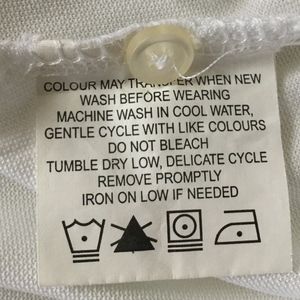 COLOUR MAY TRANSFER WHEN NEW
WASH BEFORE WEARING
MACHINE WASH IN COOL WATER,
GENTLE CYCLE WITH LIKE COLOURS
DO NOT BLEACH
TUMBLE DRY LOW, DELICATE CYCLE
REMOVE PROMPTLY
IRON ON LOW IF NEEDED